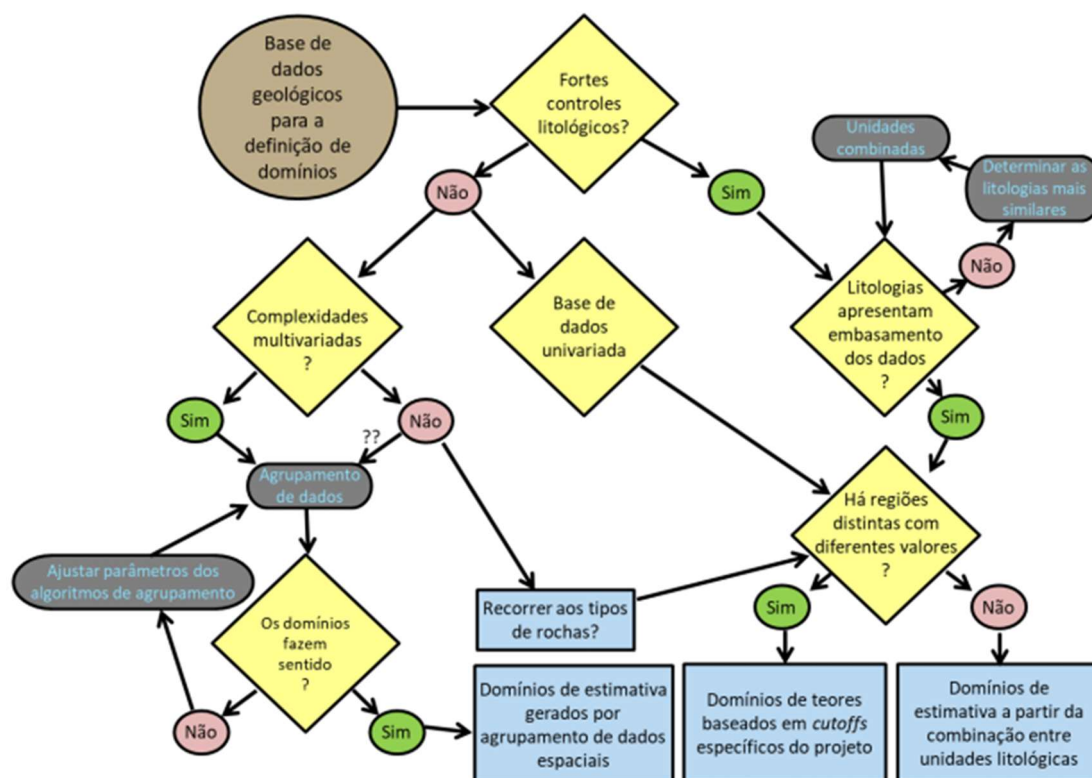 Base de
dados
geológicos
para a
definição de
domínios
Fortes
controles
litológicos?
Unidades
combinadas
Determinar as
litologias mais
similares
Não
Sim
Não
Complexidades
multivariadas
?
Base de
dados
univariada
Litologias
apresentam
embasamento
dos dados
?
Sim
Não
Sim
??
Agrupamento
de dados
Há regiões
distintas com
diferentes valores
?
Ajustar parâmetros dos
algoritmos de agrupamento
Os domínios
fazem
sentido
?
Recorrer aos tipos
de rochas?
Sim
Não
Não
Sim
Domínios de estimativa
gerados por
agrupamento de dados
espaciais
Domínios de teores
baseados em cutoffs
específicos do projeto
Domínios de
estimativa a partir da
combinação entre
unidades litológicas